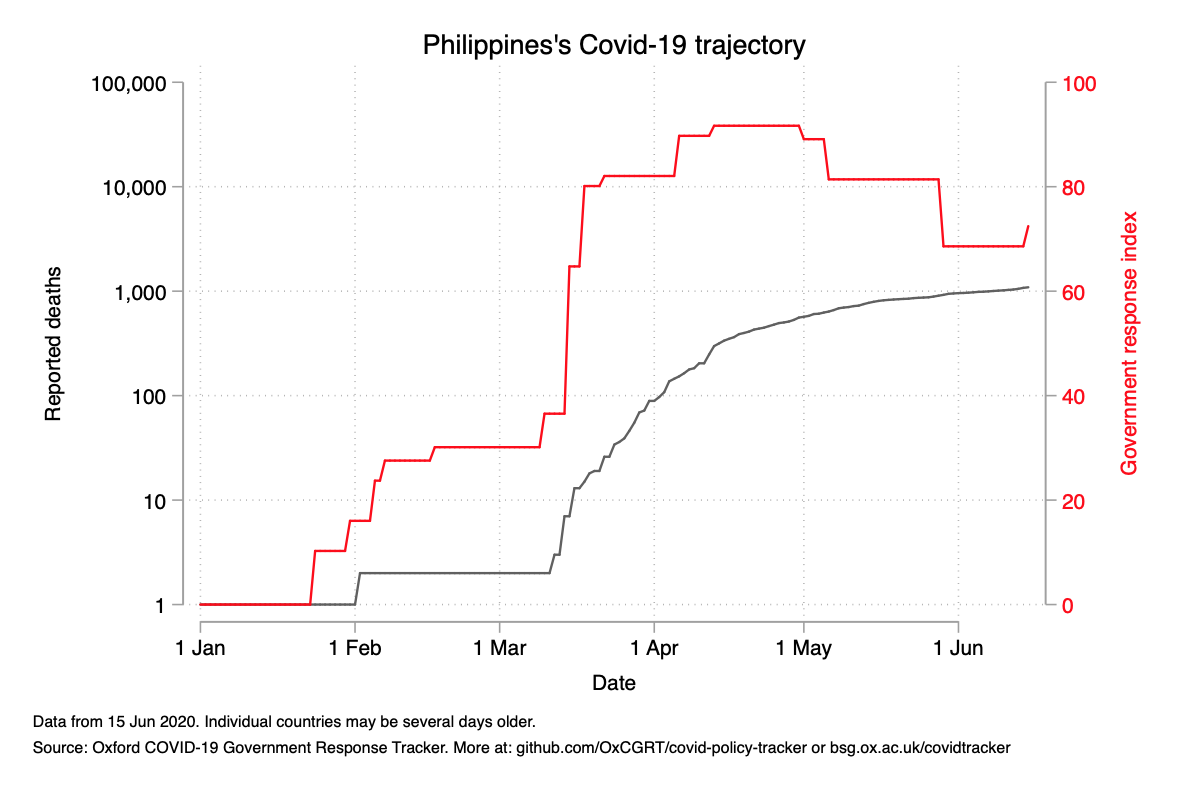 Philippines's Covid-19 trajectory
100,000
10,000
1,000
100
10
1
Reported deaths
100
80
60
40
20
0
Government response index
1 Jan 1 Feb 1 Mar 1 Apr 1 May 1 Jun
Date
Data from 15 Jun 2020. Individual countries may be several days older.
Source: Oxford COVID-19 Government Response Tracker. More at: github.com/OxCGRT/covid-policy-tracker or bsg.ox.ac.uk/covidtracker